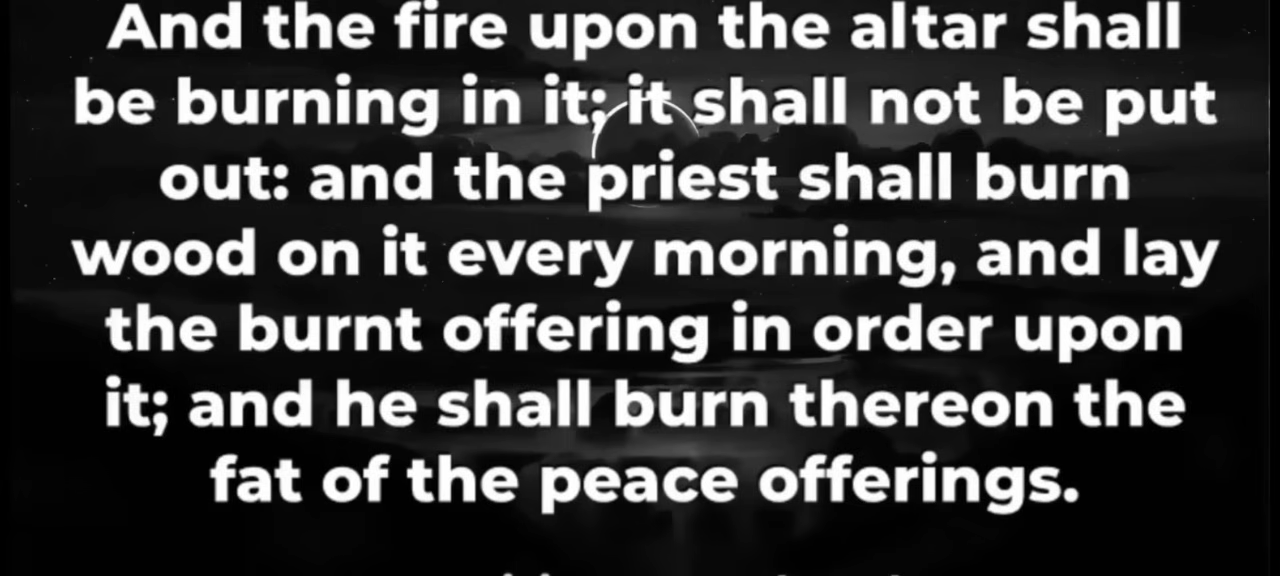 And the fire upon the altar shall
be burning in it; it shall not be put
out: and the priest shall burn
wood on it every morning, and lay
the burnt offering in order upon
it; and he shall burn thereon the
fat of the peace offerings.